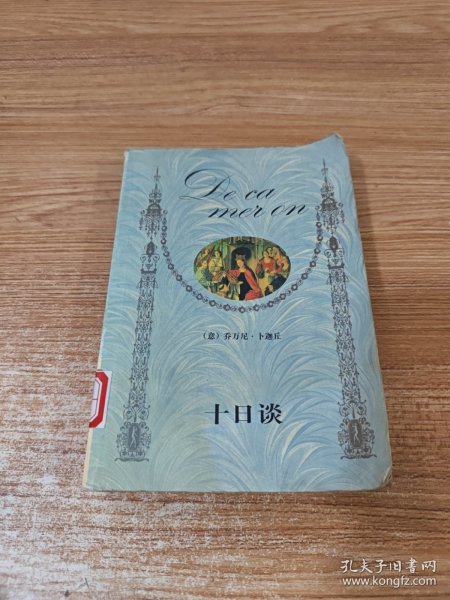 De ca
mer on
(意) 乔万尼·卜迦丘
十日谈
孔夫子旧书网
www.kongfz.com